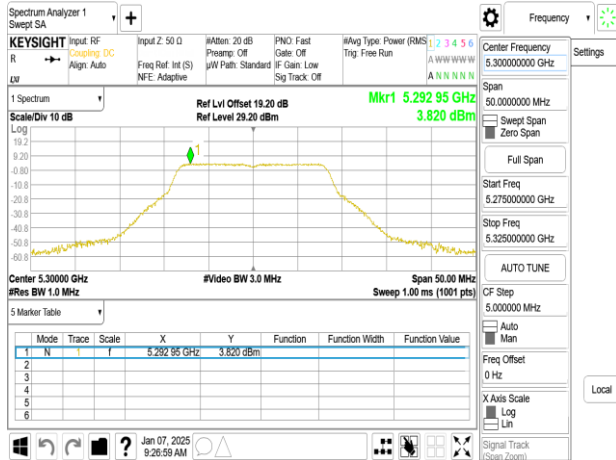 Spectrum Analyzer 1
Swept SA
+
Frequency
KEYSIGHT
R
LXI
Input: RF
Coupling: DC
Align: Auto
Input Z: 50 Ω
Freq Ref: Int (S)
NFE: Adaptive
#Atten: 20 dB
Preamp: Off
µW Path: Standard
PNO: Fast
Gate: Off
IF Gain: Low
Sig Track: Off
#Avg Type: Power (RMS
Trig: Free Run
1 2 3 4 5 6
A W W W W W
A N N N N N
1 Spectrum
Scale/Div 10 dB
Ref Lvl Offset 19.20 dB
Ref Level 29.20 dBm
Mkr1 5.292 95 GHz
3.820 dBm
Log
19.2
9.20
-0.80
-10.8
-20.8
-30.8
-40.8
-50.8
-60.8
1
Center 5.30000 GHz
#Res BW 1.0 MHz
#Video BW 3.0 MHz
Span 50.00 MHz
Sweep 1.00 ms (1001 pts)
5 Marker Table
Mode Trace Scale X Y Function Function Width Function Value
1 N 1 f 5.292 95 GHz 3.820 dBm
2
3
4
5
6
?
Jan 07, 2025
9:26:59 AM
Center Frequency
5.300000000 GHz
Span
50.0000000 MHz
Swept Span
Zero Span
Full Span
Start Freq
5.275000000 GHz
Stop Freq
5.325000000 GHz
AUTO TUNE
CF Step
5.000000 MHz
Auto
Man
Freq Offset
0 Hz
X Axis Scale
Log
Lin
Signal Track
(Span Zoom)
Settings
Local